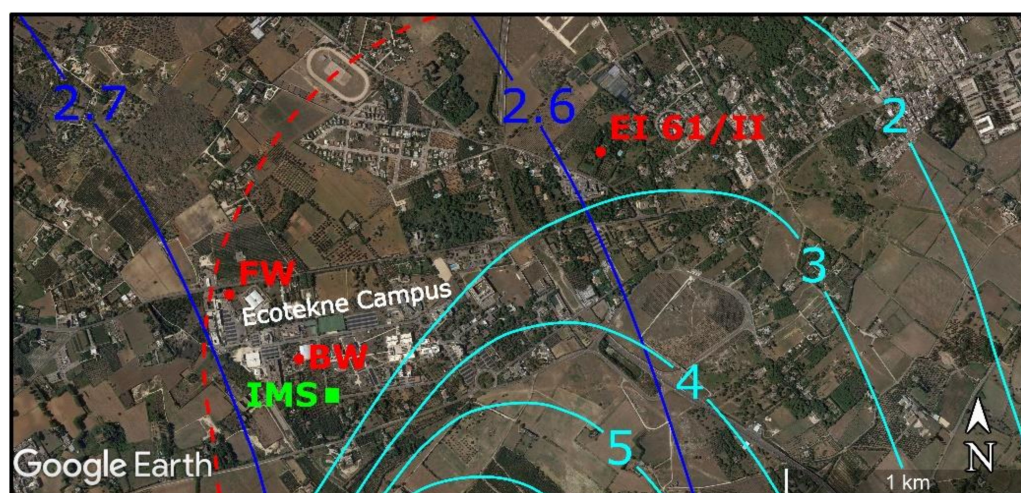 2.7
2.6
EI 61/II
2
FW
Ecotekne Campus
3
BW
IMS
4
5
Google Earth
N
1 km